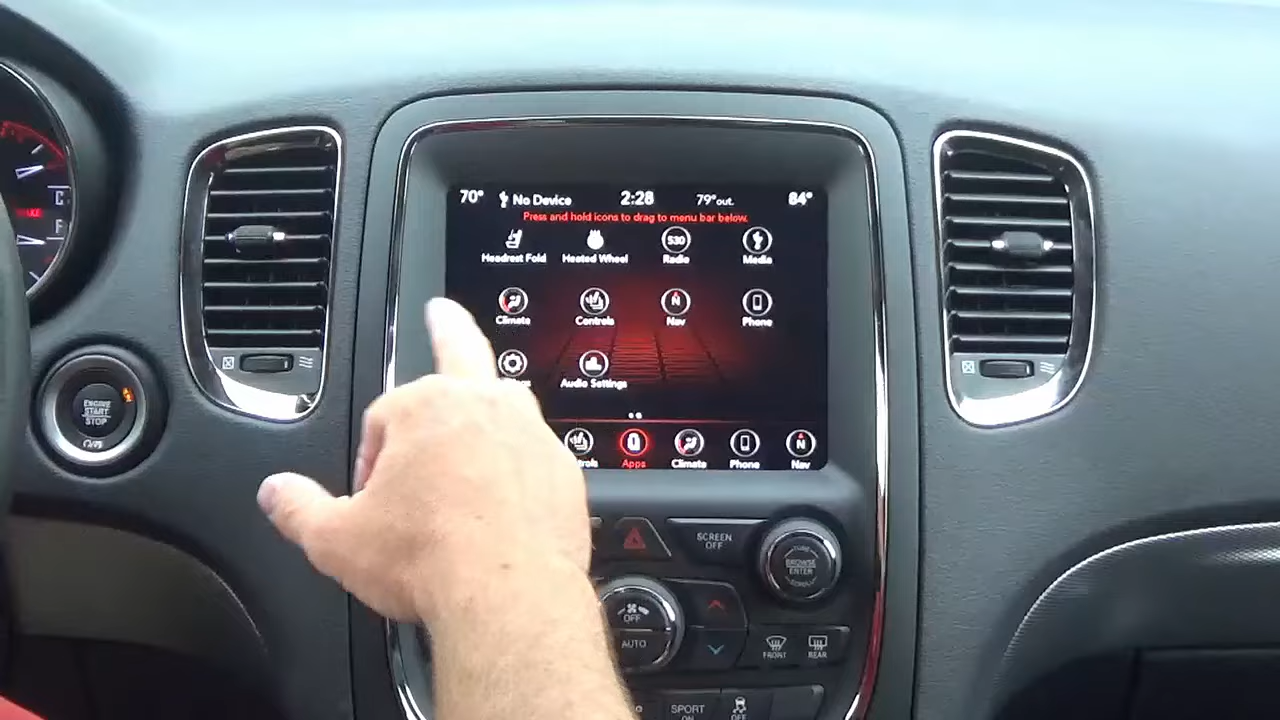 70° No Device 2:28 79°out. 84°
Press and hold icons to drag to menu bar below.
Headrest Fold Heated Wheel Radio Media
530
Climate Controls Nav Phone
N
Audio Settings
Apps Climate Phone Nav
N
ENGINE
START
STOP
SCREEN
OFF
BROWSE
ENTER
OFF
AUTO
FRONT REAR
SPORT
OFF
C
F